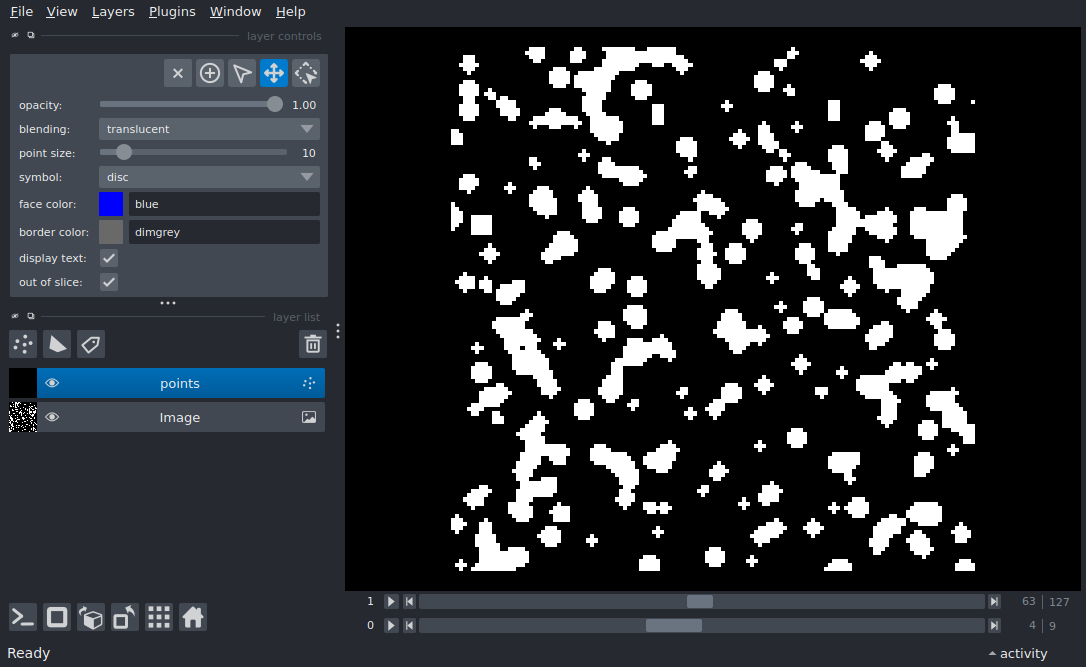 File View Layers Plugins Window Help
layer controls
opacity: 1.00
blending: translucent
point size: 10
symbol: disc
face color: blue
border color: dimgrey
display text:
out of slice:
layer list
points
Image
1 63 127
0 4 9
Ready activity